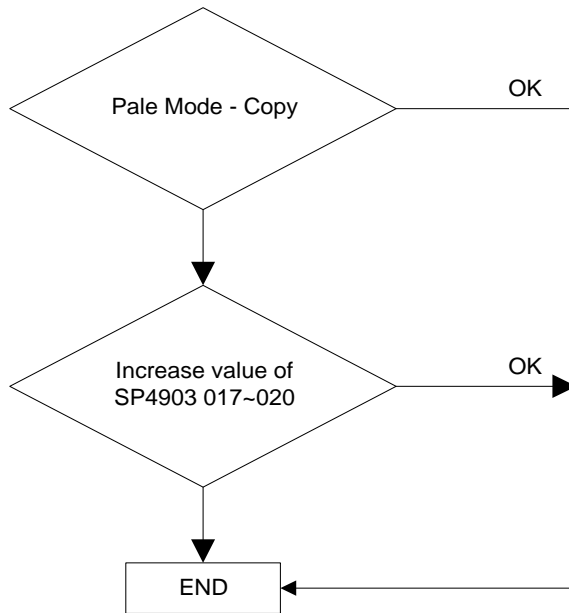 Pale Mode - Copy
OK
Increase value of
SP4903 017~020
OK
END